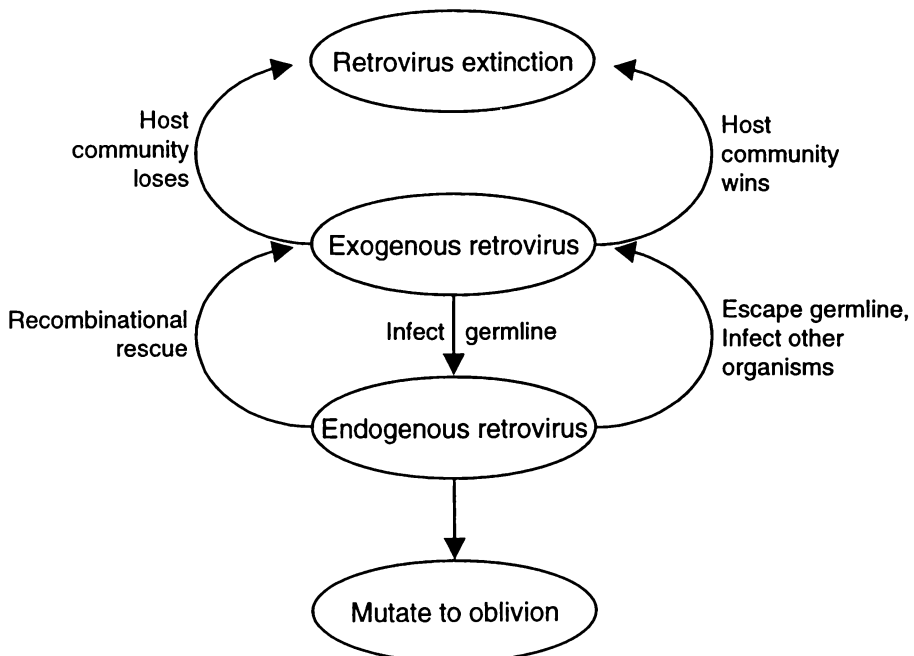 Retrovirus extinction
Host
community
loses
Host
community
wins
Exogenous retrovirus
Recombinational
rescue
Infect germline
Escape germline,
Infect other
organisms
Endogenous retrovirus
Mutate to oblivion